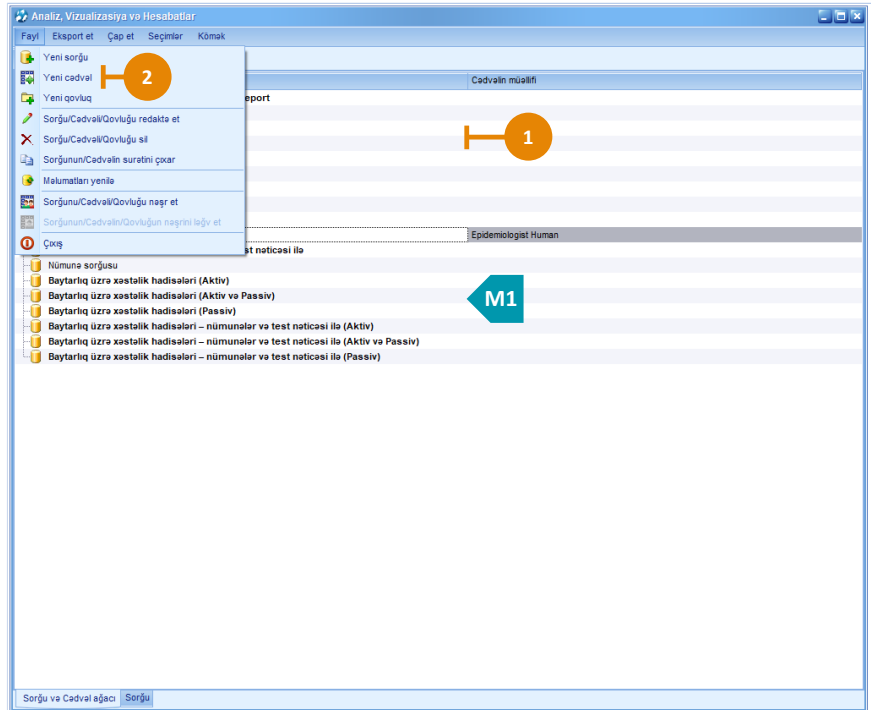 Analiz, Vizualizasiya və Hesabatlar
Fayl Eksport et Çap et Seçimlər Kömək
Yeni sorğu
Yeni cədvəl
2
Cədvəlin müəllifi
Yeni qovluq
eport
Sorğu/Cədvəli/Qovluğu redaktə et
1
Sorğu/Cədvəli/Qovluğu sil
Sorğunun/Cədvəlin surətini çıxar
Məlumatları yenilə
Sorğunu/Cədvəli/Qovluğu nəşr et
Sorğunun/Cədvəlin/Qovluğun nəşrini ləğv et
Epidemiologist Human
Çıxış
st nəticəsi ilə
Nümunə sorğusu
Baytarlıq üzrə xəstəlik hadisələri (Aktiv)
Baytarlıq üzrə xəstəlik hadisələri (Aktiv və Passiv)
M1
Baytarlıq üzrə xəstəlik hadisələri (Passiv)
Baytarlıq üzrə xəstəlik hadisələri – nümunələr və test nəticəsi ilə (Aktiv)
Baytarlıq üzrə xəstəlik hadisələri – nümunələr və test nəticəsi ilə (Aktiv və Passiv)
Baytarlıq üzrə xəstəlik hadisələri – nümunələr və test nəticəsi ilə (Passiv)
Sorğu və Cədvəl ağacı Sorğu